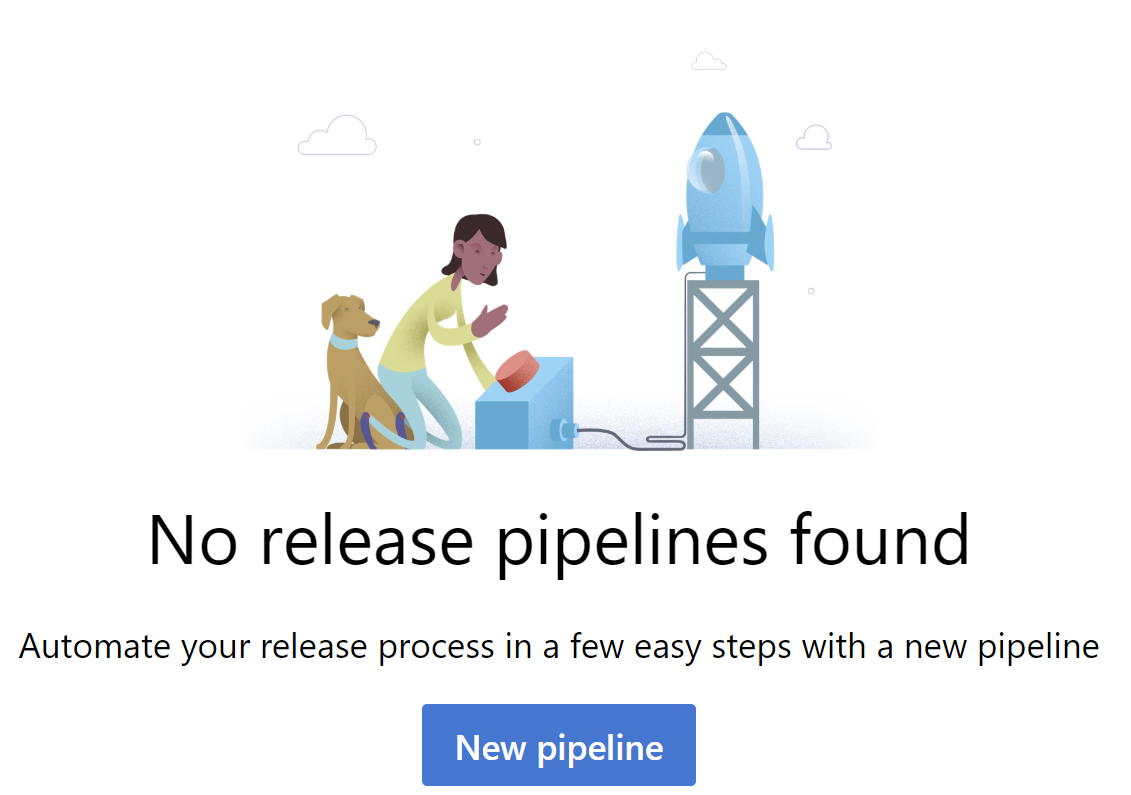 No release pipelines found
Automate your release process in a few easy steps with a new pipeline
New pipeline